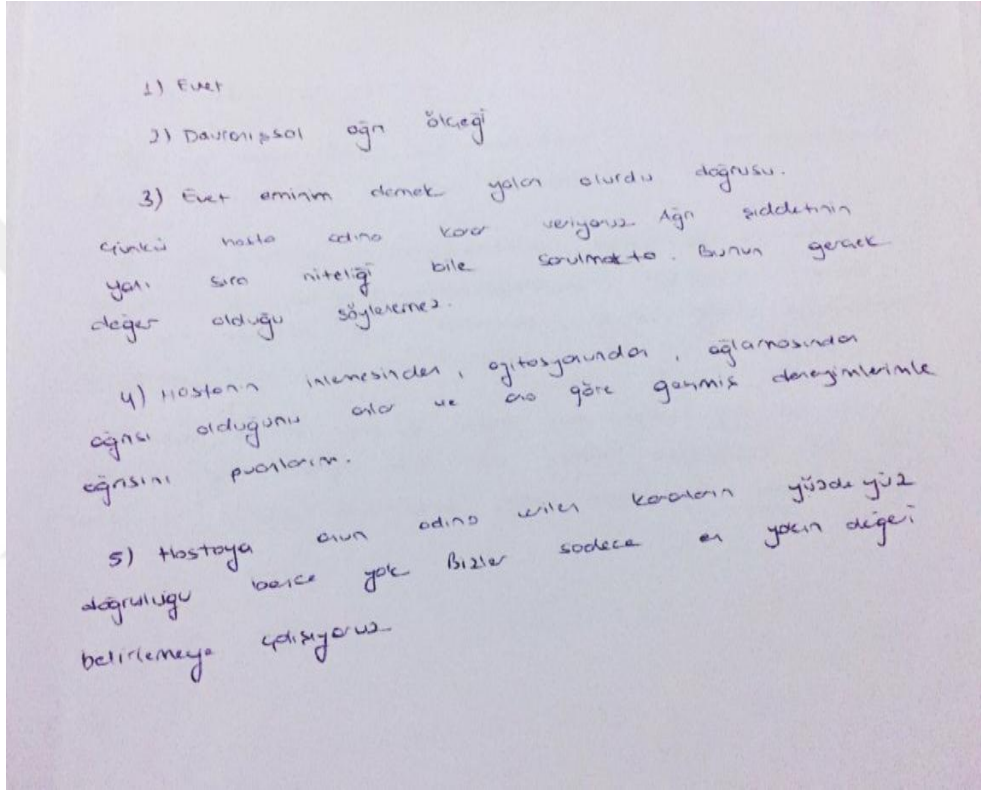 1) Evet
2) Davranışsal ağrı ölçeği
3) Evet eminim demek yalan olurdu doğrusu.
Çünkü hasta adına karar veriyoruz Ağrı şiddetinin
yanı sıra niteliği bile sorulmakta. Bunun gerçek
değer olduğu söylenemez.
4) Hastanın inlemesinden, ajitasyonundan, ağlamasından
ağrısı olduğunu anlar ve ona göre geçmiş deneyimlerimle
ağrısını puanlarım.
5) Hastaya onun adına verilen kararların yüzde yüz
doğruluğu bence yok Bizler sadece en yakın değeri
belirlemeye çalışıyoruz